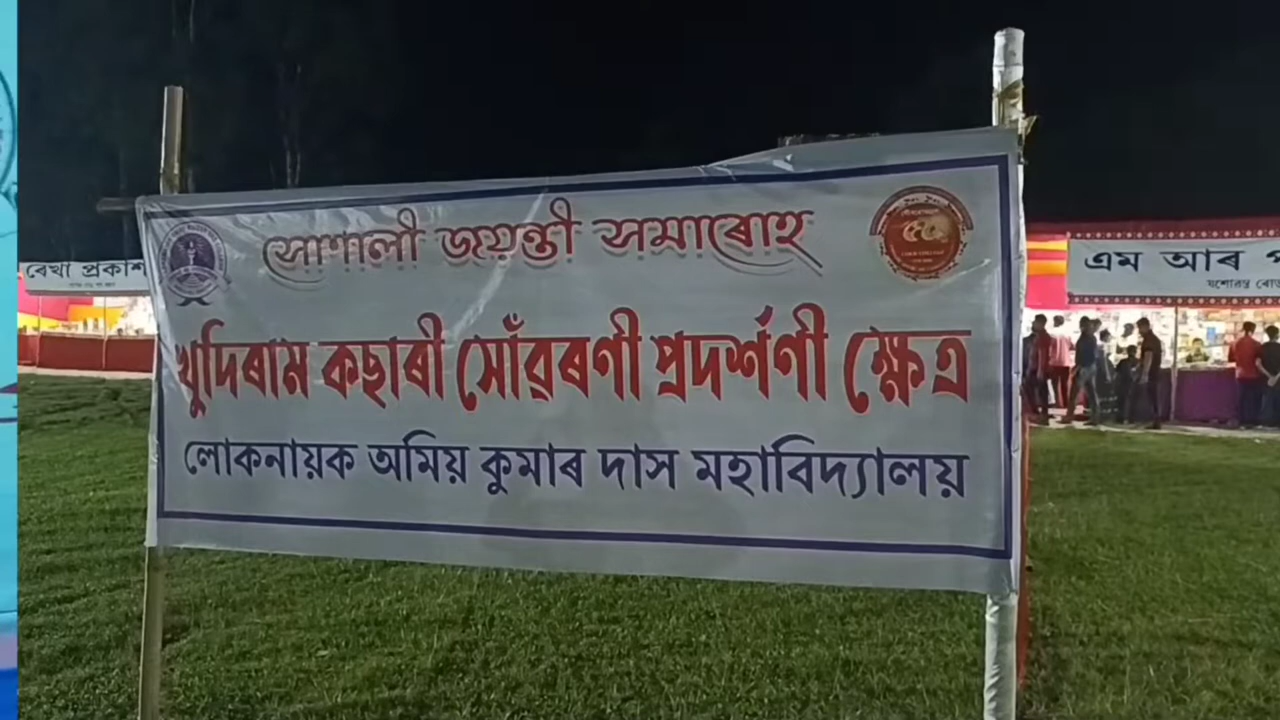 সোণালী জয়ন্তী সমাৰোহ
খুদিৰাম কছাৰী সোঁৱৰণী প্ৰদৰ্শণী ক্ষেত্ৰ
লোকনায়ক অমিয় কুমাৰ দাস মহাবিদ্যালয়
ৰেখা প্ৰকাশ
এম আৰ